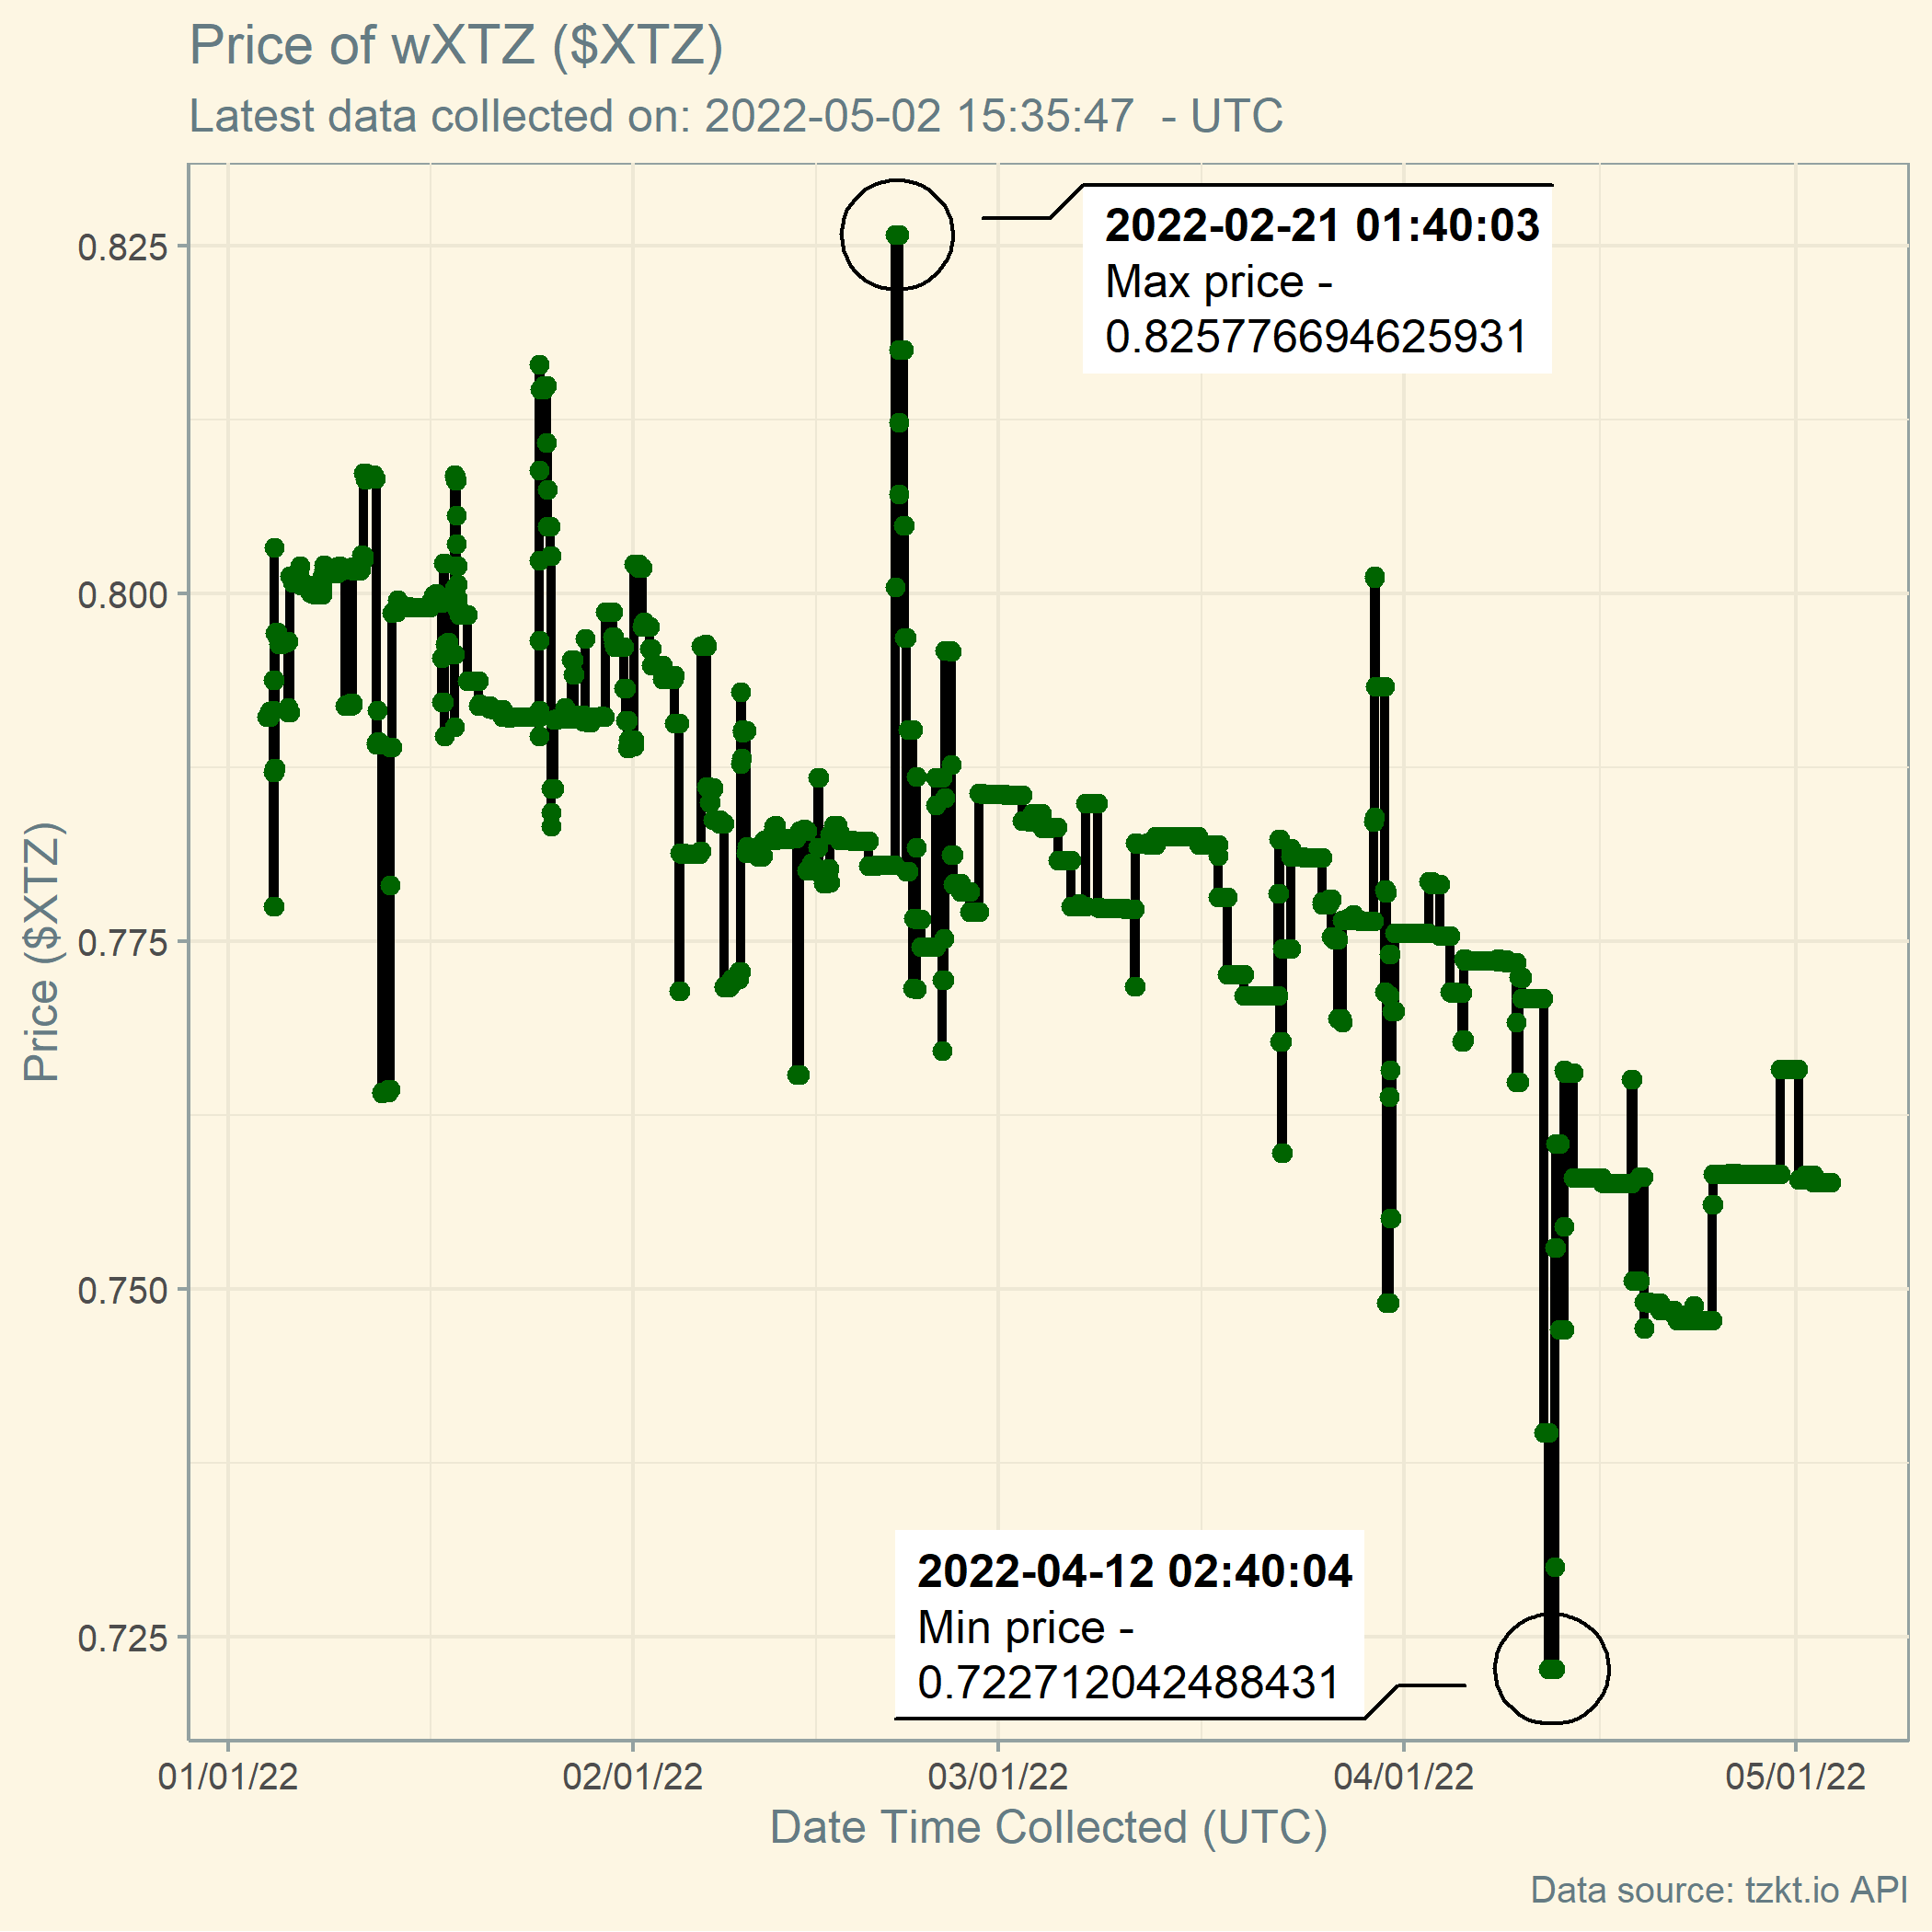 Price of wXTZ ($XTZ)
Latest data collected on: 2022-05-02 15:35:47  - UTC
2022-02-21 01:40:03
Max price -
0.825776694625931
0.825
0.800
0.775
0.750
0.725
Price ($XTZ)
2022-04-12 02:40:04
Min price -
0.722712042488431
01/01/22
02/01/22
03/01/22
04/01/22
05/01/22
Date Time Collected (UTC)
Data source: tzkt.io API